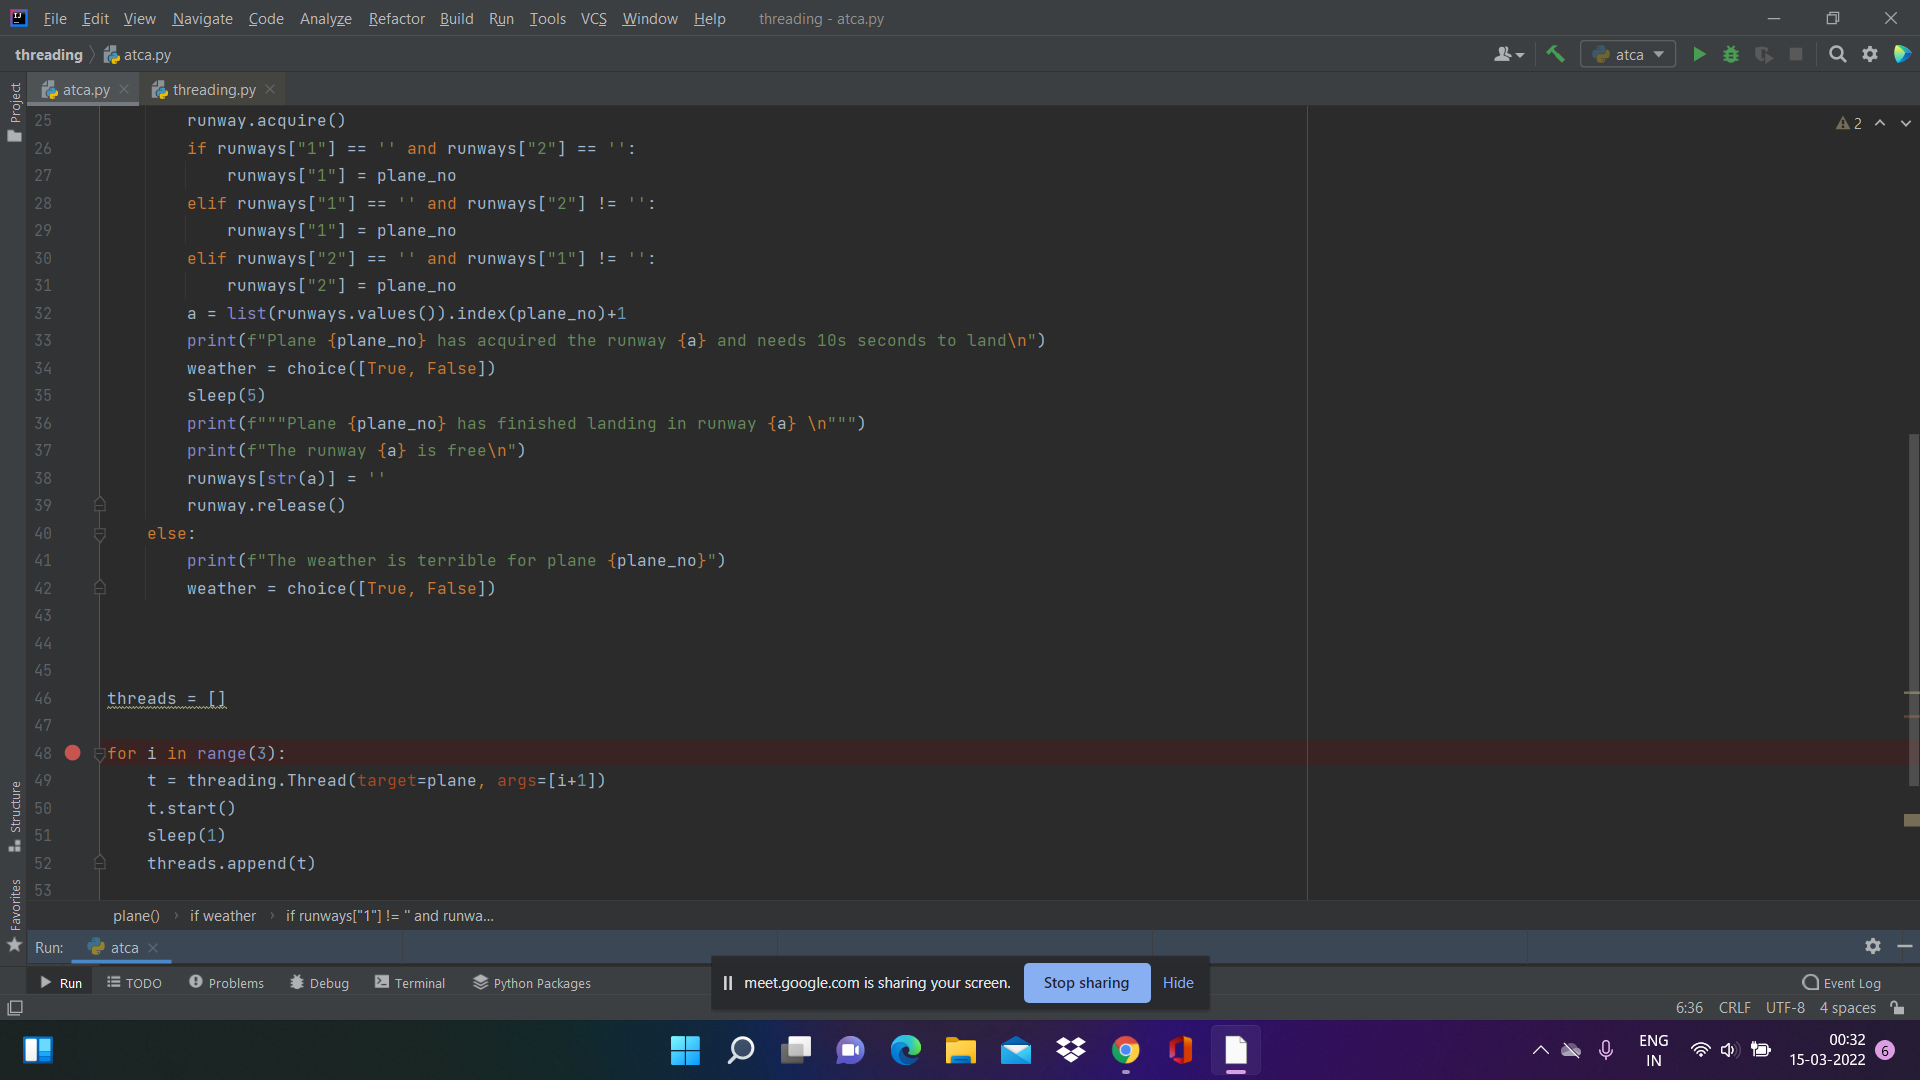 File Edit View Navigate Code Analyze Refactor Build Run Tools VCS Window Help threading - atca.py
threading atca.py atca
Project
atca.py threading.py
2
25 runway.acquire()
26 if runways["1"] == '' and runways["2"] == '':
27 runways["1"] = plane_no
28 elif runways["1"] == '' and runways["2"] != '':
29 runways["1"] = plane_no
30 elif runways["2"] == '' and runways["1"] != '':
31 runways["2"] = plane_no
32 a = list(runways.values()).index(plane_no)+1
33 print(f"Plane {plane_no} has acquired the runway {a} and needs 10s seconds to land\n")
34 weather = choice([True, False])
35 sleep(5)
36 print(f"""Plane {plane_no} has finished landing in runway {a} \n""")
37 print(f"The runway {a} is free\n")
38 runways[str(a)] = ''
39 runway.release()
40 else:
41 print(f"The weather is terrible for plane {plane_no}")
42 weather = choice([True, False])
43
44
45
46 threads = []
47
48 for i in range(3):
49 t = threading.Thread(target=plane, args=[i+1])
50 t.start()
51 sleep(1)
52 threads.append(t)
53
Structure
Favorites
plane() › if weather › if runways["1"] != '' and runwa...
Run: atca
Run TODO Problems Debug Terminal Python Packages Event Log
meet.google.com is sharing your screen. Stop sharing Hide
6:36 CRLF UTF-8 4 spaces
ENG
IN
00:32
15-03-2022
6